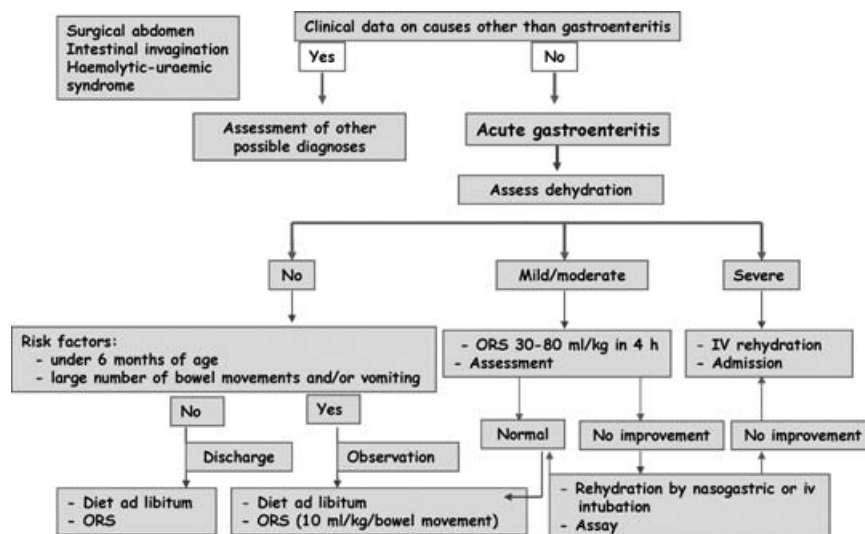 Surgical abdomen
Intestinal invagination
Haemolytic-uraemic
syndrome
Clinical data on causes other than gastroenteritis
Yes
No
Assessment of other
possible diagnoses
Acute gastroenteritis
Assess dehydration
No
Mild/moderate
Severe
Risk factors:
- under 6 months of age
- large number of bowel movements and/or vomiting
- ORS 30-80 ml/kg in 4 h
- Assessment
- IV rehydration
- Admission
No
Yes
Normal
No improvement
No improvement
Discharge
Observation
- Diet ad libitum
- ORS
- Diet ad libitum
- ORS (10 ml/kg/bowel movement)
- Rehydration by nasogastric or iv
intubation
- Assay